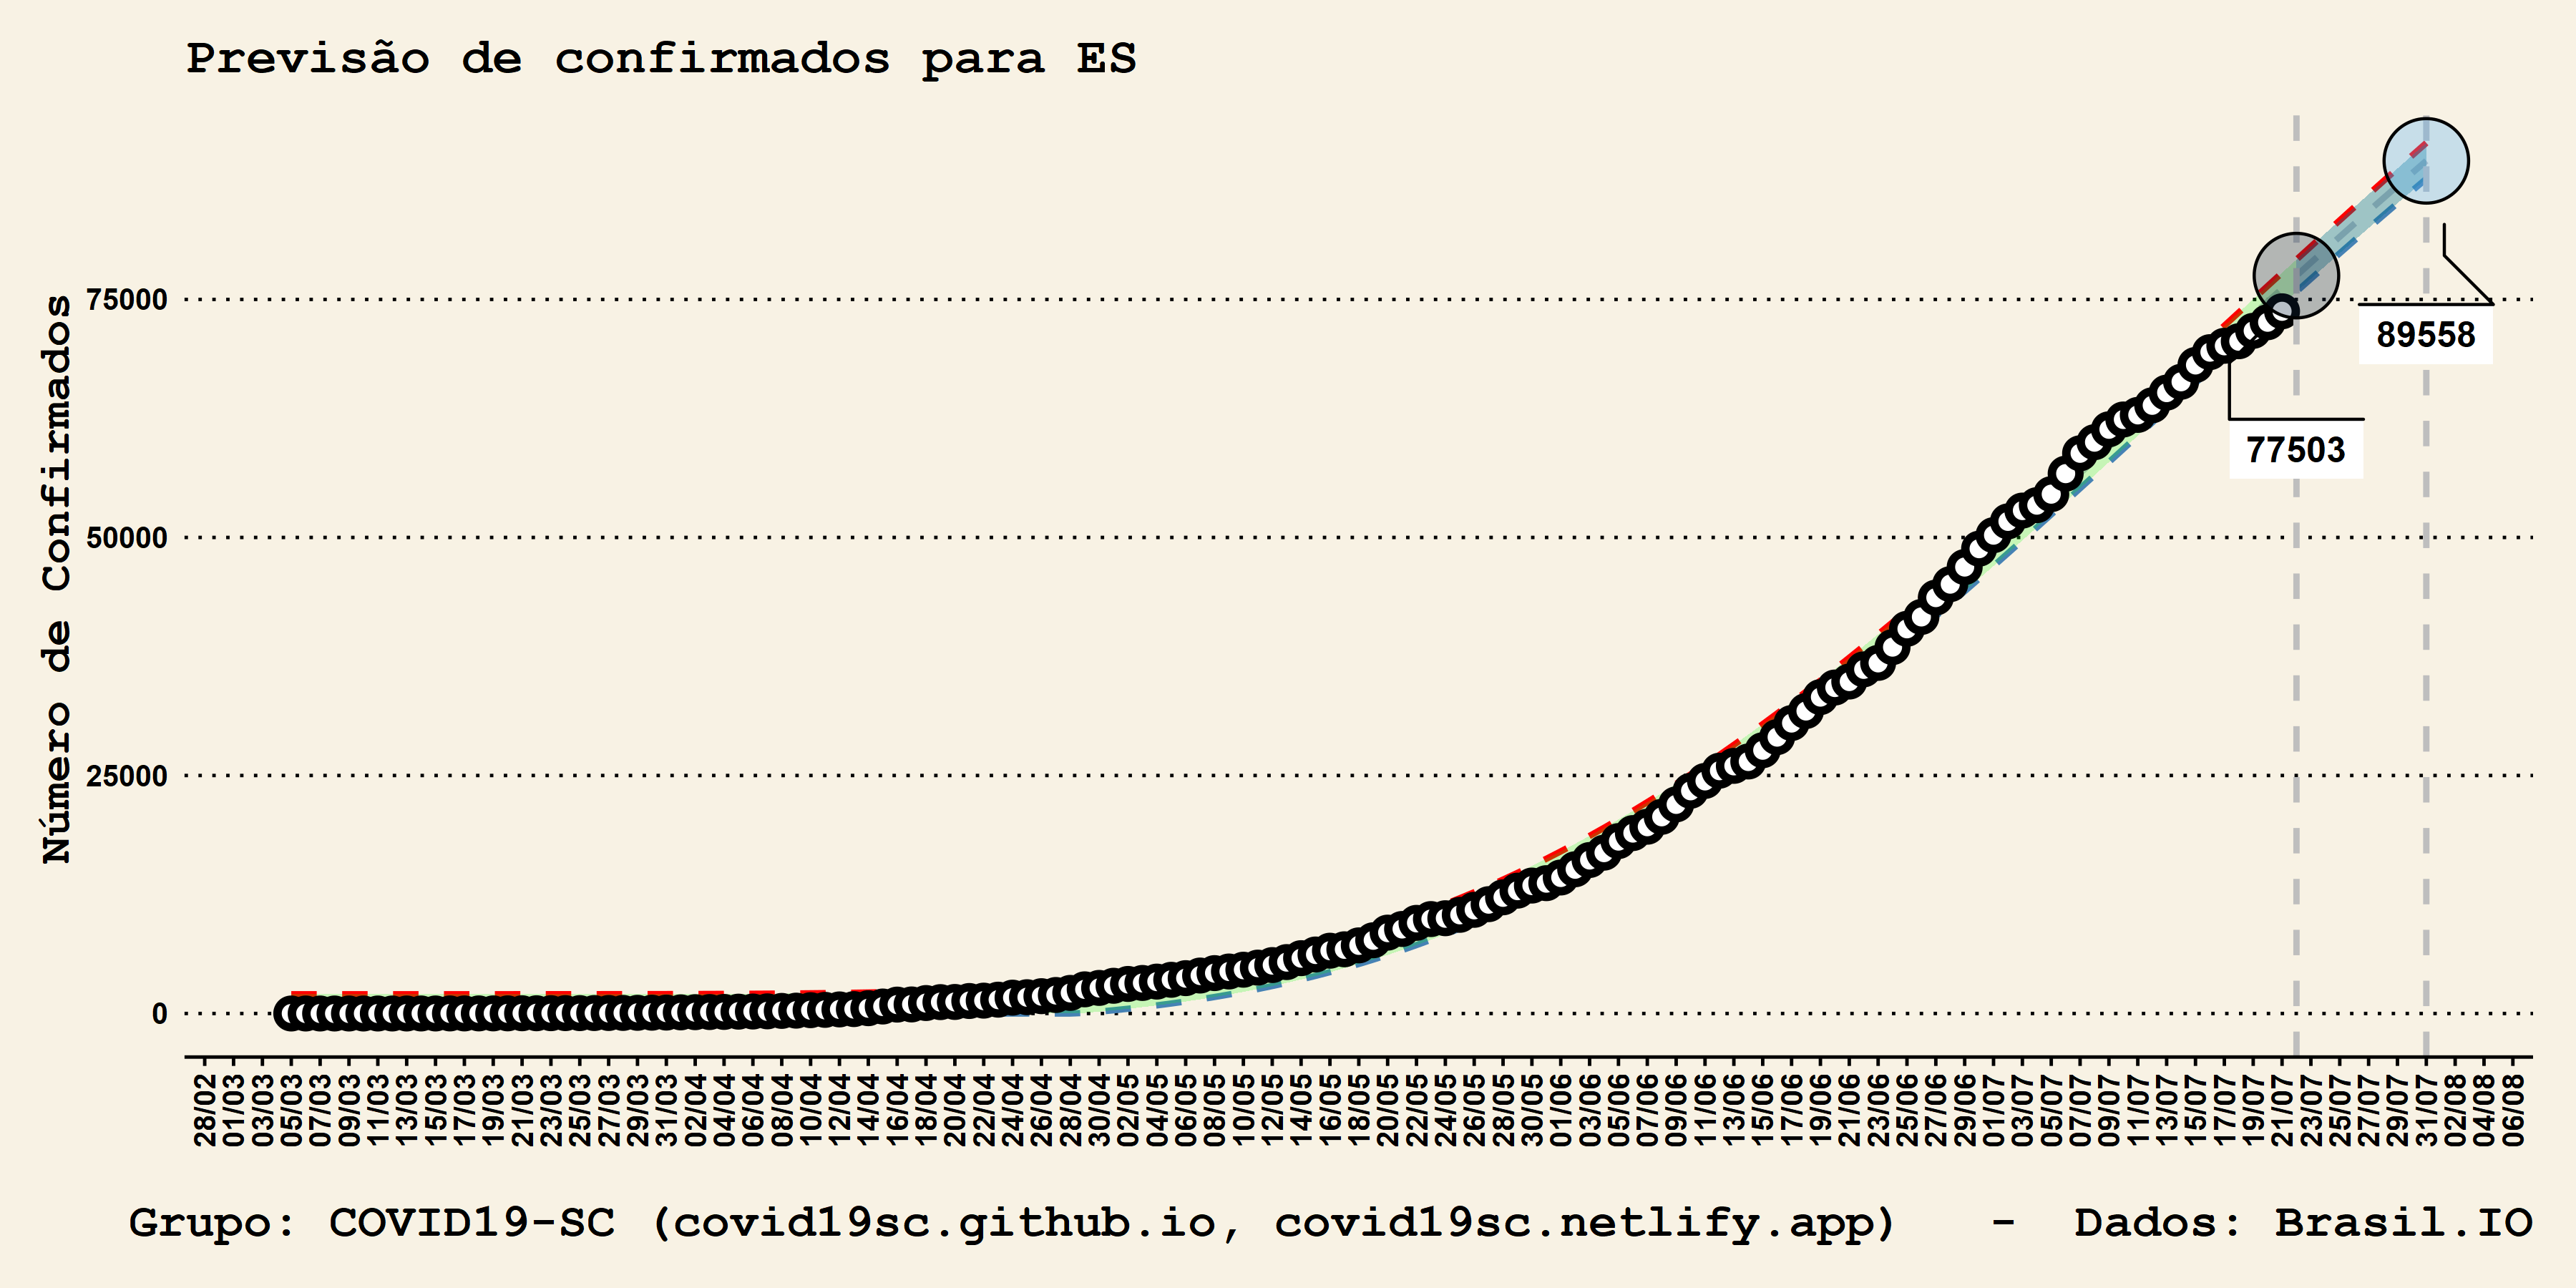 Previsão de confirmados para ES
Número de Confirmados
75000
50000
25000
0
89558
77503
28/02 01/03 03/03 05/03 07/03 09/03 11/03 13/03 15/03 17/03 19/03 21/03 23/03 25/03 27/03 29/03 31/03 02/04 04/04 06/04 08/04 10/04 12/04 14/04 16/04 18/04 20/04 22/04 24/04 26/04 28/04 30/04 02/05 04/05 06/05 08/05 10/05 12/05 14/05 16/05 18/05 20/05 22/05 24/05 26/05 28/05 30/05 01/06 03/06 05/06 07/06 09/06 11/06 13/06 15/06 17/06 19/06 21/06 23/06 25/06 27/06 29/06 01/07 03/07 05/07 07/07 09/07 11/07 13/07 15/07 17/07 19/07 21/07 23/07 25/07 27/07 29/07 31/07 02/08 04/08 06/08
Grupo: COVID19-SC (covid19sc.github.io, covid19sc.netlify.app) - Dados: Brasil.IO